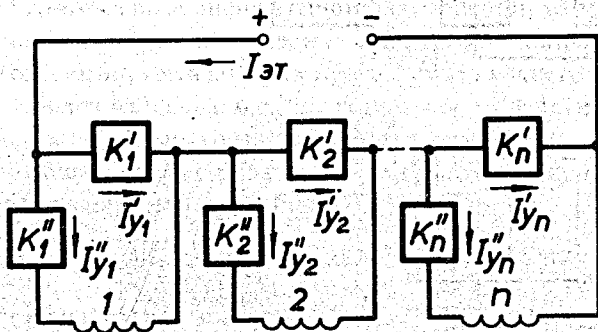 + −
I эт
K'₁ K'₂ K'ₙ
I'y₁ I'y₂ I'yₙ
K''₁ K''₂ K''ₙ
I''y₁ I''y₂ I''yₙ
1 2 n